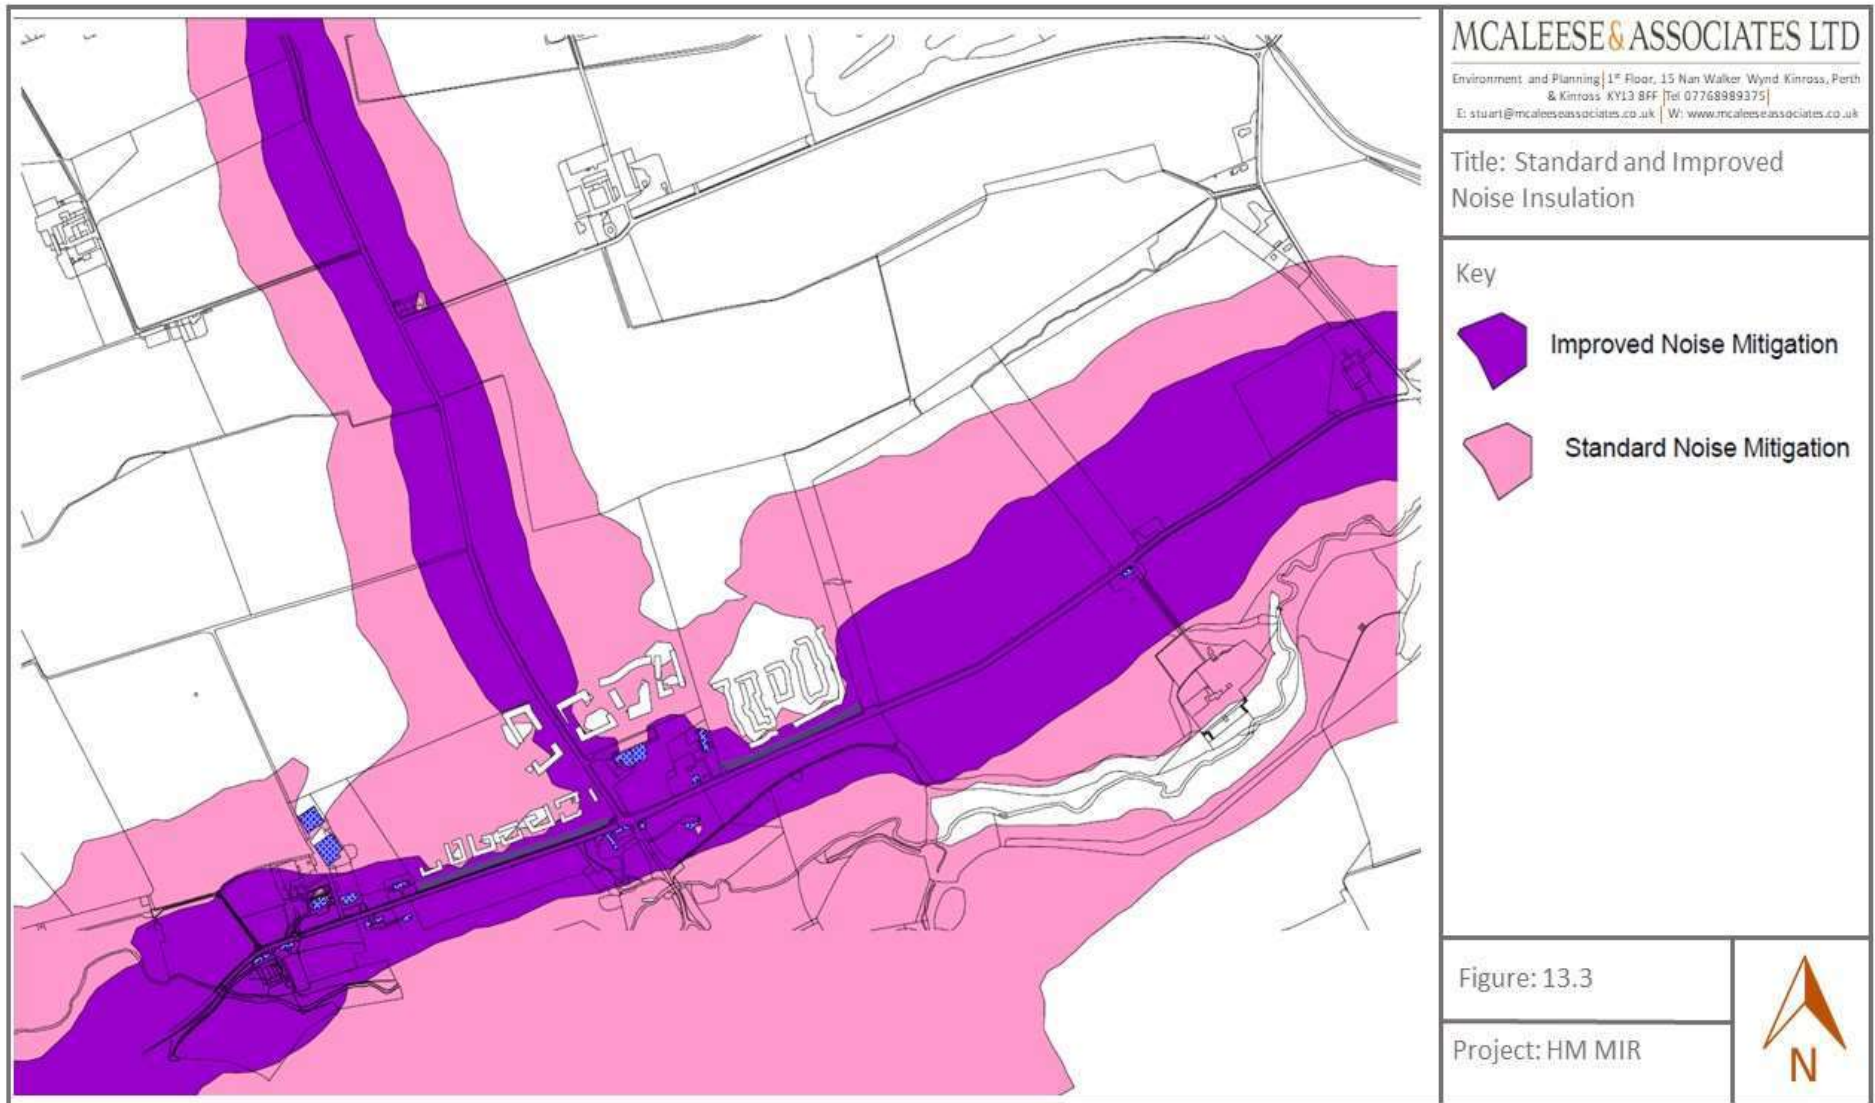 MCALEESE & ASSOCIATES LTD
Environment and Planning | 1st Floor, 15 Nan Walker Wynd Kinross, Perth
& Kinross KY13 8FF | Tel 07768989375 |
E: stuart@mcaleeseassociates.co.uk | W: www.mcaleeseassociates.co.uk
Title: Standard and Improved
Noise Insulation
Key
Improved Noise Mitigation
Standard Noise Mitigation
Figure: 13.3
Project: HM MIR
N